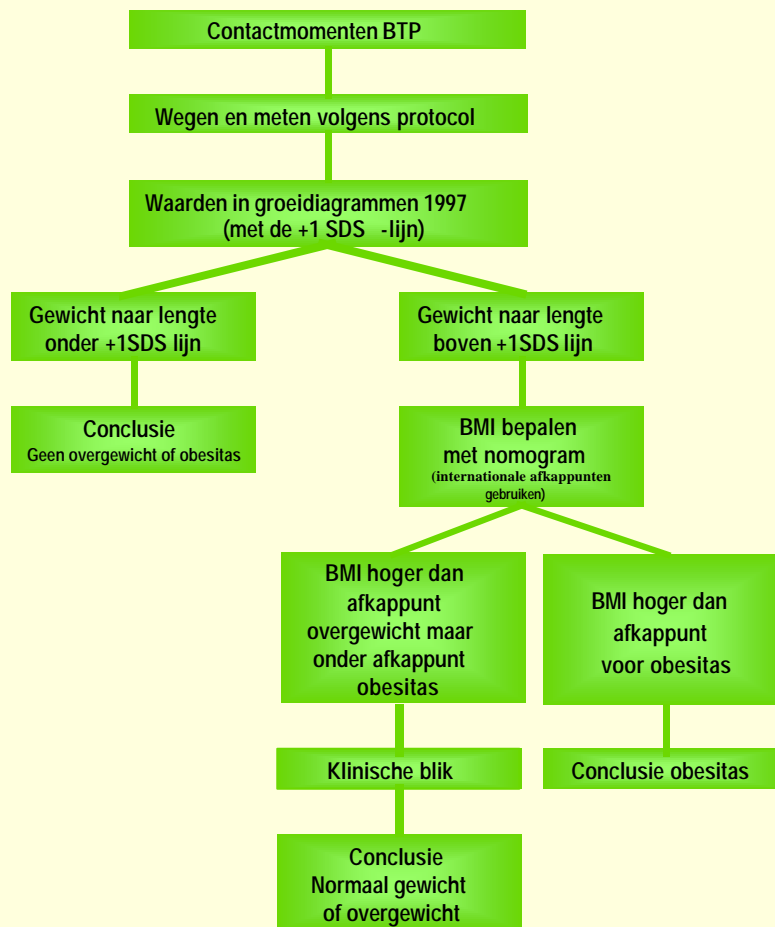 Contactmomenten BTP
Wegen en meten volgens protocol
Waarden in groeidiagrammen 1997
(met de +1 SDS -lijn)
Gewicht naar lengte
onder +1SDS lijn
Gewicht naar lengte
boven +1SDS lijn
Conclusie
Geen overgewicht of obesitas
BMI bepalen
met nomogram
(internationale afkappunten
gebruiken)
BMI hoger dan
afkappunt
overgewicht maar
onder afkappunt
obesitas
BMI hoger dan
afkappunt
voor obesitas
Klinische blik
Conclusie obesitas
Conclusie
Normaal gewicht
of overgewicht